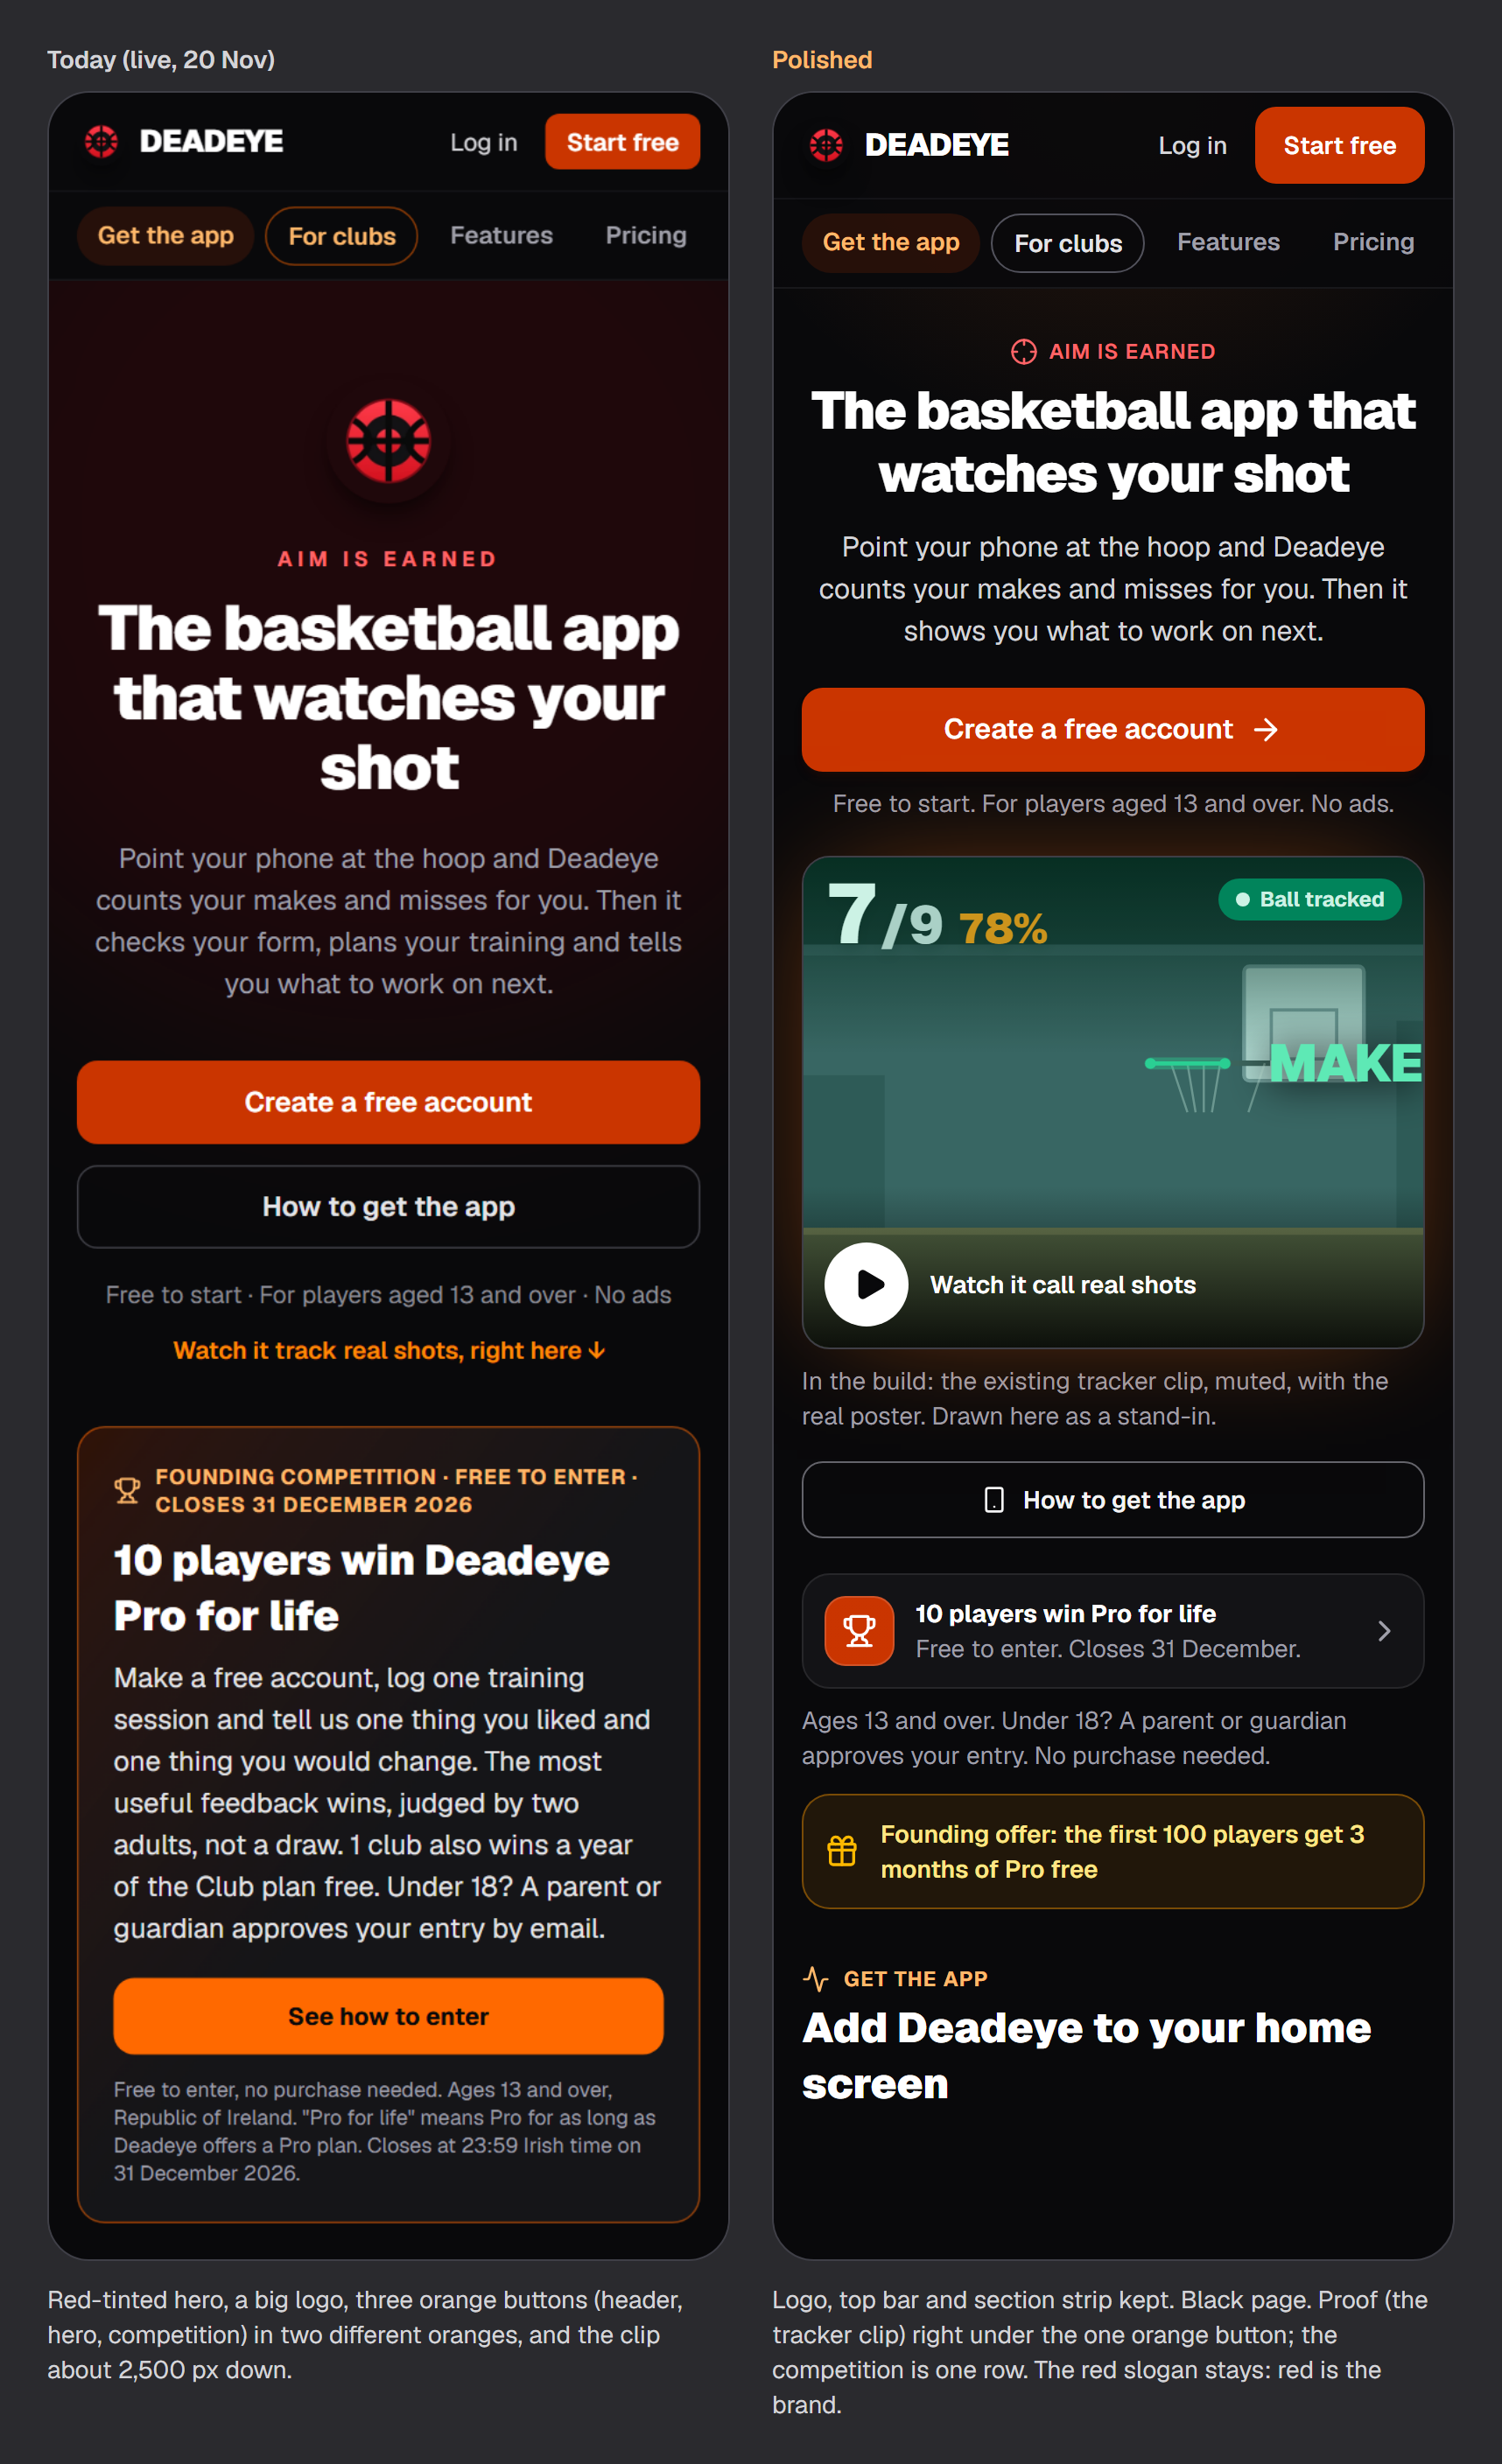 Today (live, 20 Nov)
DEADEYE
Log in
Start free
Get the app
For clubs
Features
Pricing
AIM IS EARNED
The basketball app
that watches your
shot
Point your phone at the hoop and Deadeye
counts your makes and misses for you. Then it
checks your form, plans your training and tells
you what to work on next.
Create a free account
How to get the app
Free to start · For players aged 13 and over · No ads
Watch it track real shots, right here ↓
FOUNDING COMPETITION · FREE TO ENTER ·
CLOSES 31 DECEMBER 2026
10 players win Deadeye
Pro for life
Make a free account, log one training
session and tell us one thing you liked and
one thing you would change. The most
useful feedback wins, judged by two
adults, not a draw. 1 club also wins a year
of the Club plan free. Under 18? A parent or
guardian approves your entry by email.
See how to enter
Free to enter, no purchase needed. Ages 13 and over,
Republic of Ireland. "Pro for life" means Pro for as long as
Deadeye offers a Pro plan. Closes at 23:59 Irish time on
31 December 2026.
Red-tinted hero, a big logo, three orange buttons (header,
hero, competition) in two different oranges, and the clip
about 2,500 px down.
Polished
DEADEYE
Log in
Start free
Get the app
For clubs
Features
Pricing
AIM IS EARNED
The basketball app that
watches your shot
Point your phone at the hoop and Deadeye
counts your makes and misses for you. Then it
shows you what to work on next.
Create a free account →
Free to start. For players aged 13 and over. No ads.
7/9 78%
Ball tracked
MAKE
Watch it call real shots
In the build: the existing tracker clip, muted, with the
real poster. Drawn here as a stand-in.
How to get the app
10 players win Pro for life
Free to enter. Closes 31 December.
Ages 13 and over. Under 18? A parent or guardian
approves your entry. No purchase needed.
Founding offer: the first 100 players get 3
months of Pro free
GET THE APP
Add Deadeye to your home
screen
Logo, top bar and section strip kept. Black page. Proof (the
tracker clip) right under the one orange button; the
competition is one row. The red slogan stays: red is the
brand.